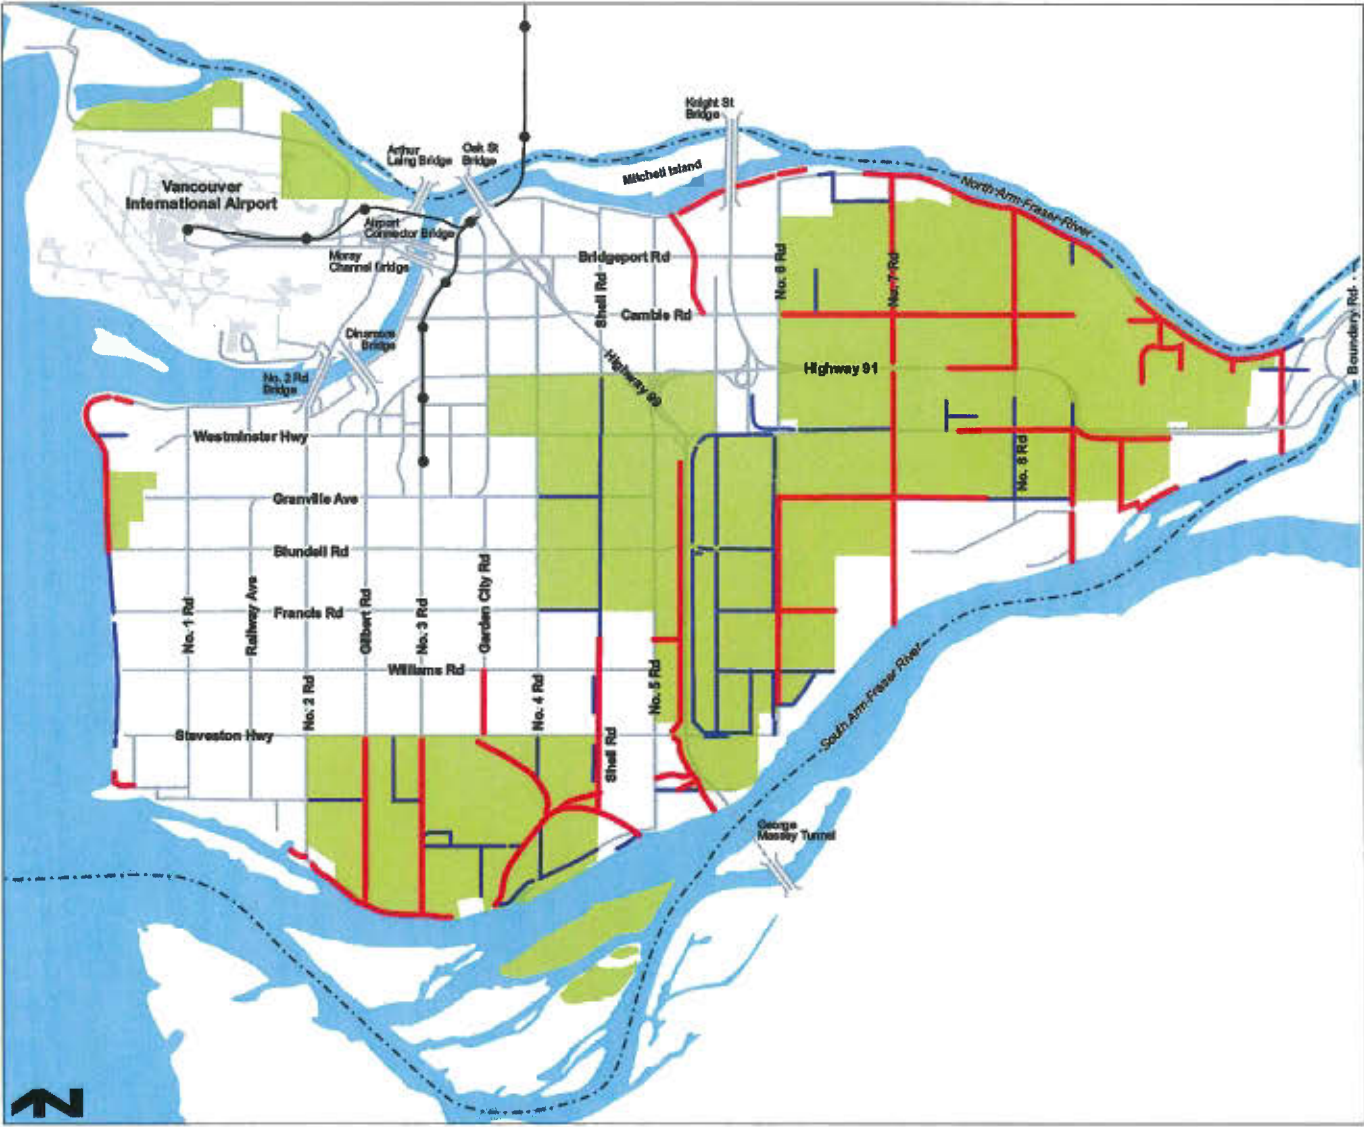 Knight St
Bridge
Arthur
Laing Bridge
Oak St
Bridge
Mitchell Island
North Arm Fraser River
Vancouver
International Airport
Airport
Connector Bridge
Moray
Channel Bridge
Bridgeport Rd
No. 6 Rd
No. 7 Rd
Shell Rd
Cambie Rd
Boundary Rd
Dinsmore
Bridge
Highway 99
Highway 91
No. 2 Rd
Bridge
Westminster Hwy
No. 8 Rd
Granville Ave
Blundell Rd
Garden City Rd
No. 1 Rd
Railway Ave
Francis Rd
Gilbert Rd
No. 3 Rd
Williams Rd
No. 2 Rd
No. 4 Rd
No. 5 Rd
South Arm Fraser River
Steveston Hwy
Shell Rd
George
Massey Tunnel
N